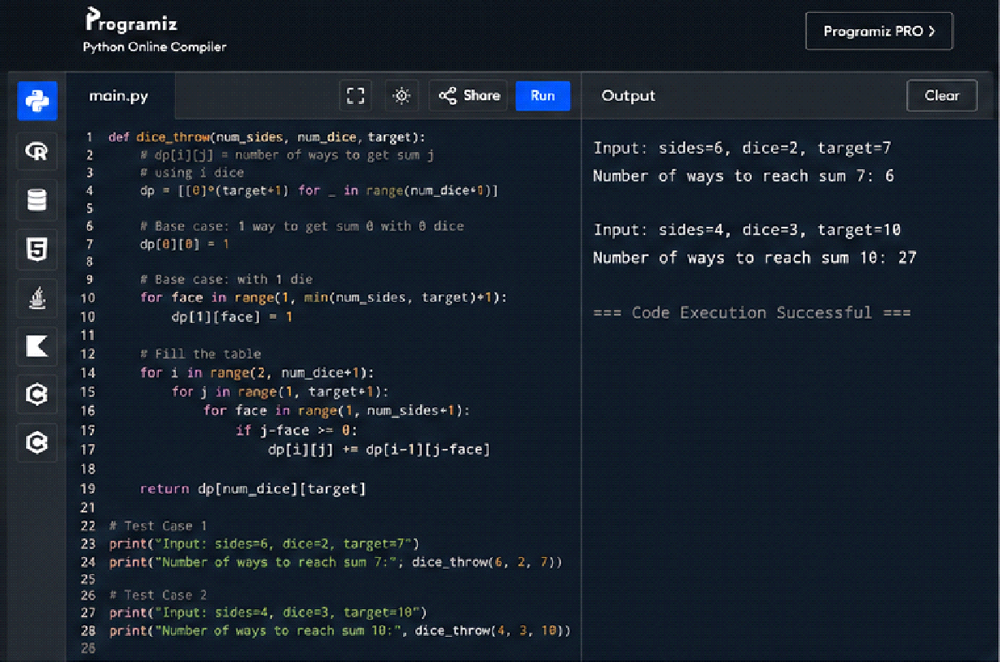 Programiz
Python Online Compiler
Programiz PRO >
main.py
Share
Run
Output
Clear
1 def dice_throw(num_sides, num_dice, target):
2 # dp[i][j] = number of ways to get sum j
3 # using i dice
4 dp = [[0]*(target+1) for _ in range(num_dice+0)]
5
6 # Base case: 1 way to get sum 0 with 0 dice
7 dp[0][0] = 1
8
9 # Base case: with 1 die
10 for face in range(1, min(num_sides, target)+1):
10 dp[1][face] = 1
11
12 # Fill the table
14 for i in range(2, num_dice+1):
15 for j in range(1, target+1):
16 for face in range(1, num_sides+1):
15 if j-face >= 0:
17 dp[i][j] += dp[i-1][j-face]
18
19 return dp[num_dice][target]
21
22 # Test Case 1
23 print("Input: sides=6, dice=2, target=7")
24 print("Number of ways to reach sum 7:", dice_throw(6, 2, 7))
25
26 # Test Case 2
27 print("Input: sides=4, dice=3, target=10")
28 print("Number of ways to reach sum 10:", dice_throw(4, 3, 10))
26
Input: sides=6, dice=2, target=7
Number of ways to reach sum 7: 6
Input: sides=4, dice=3, target=10
Number of ways to reach sum 10: 27
=== Code Execution Successful ===